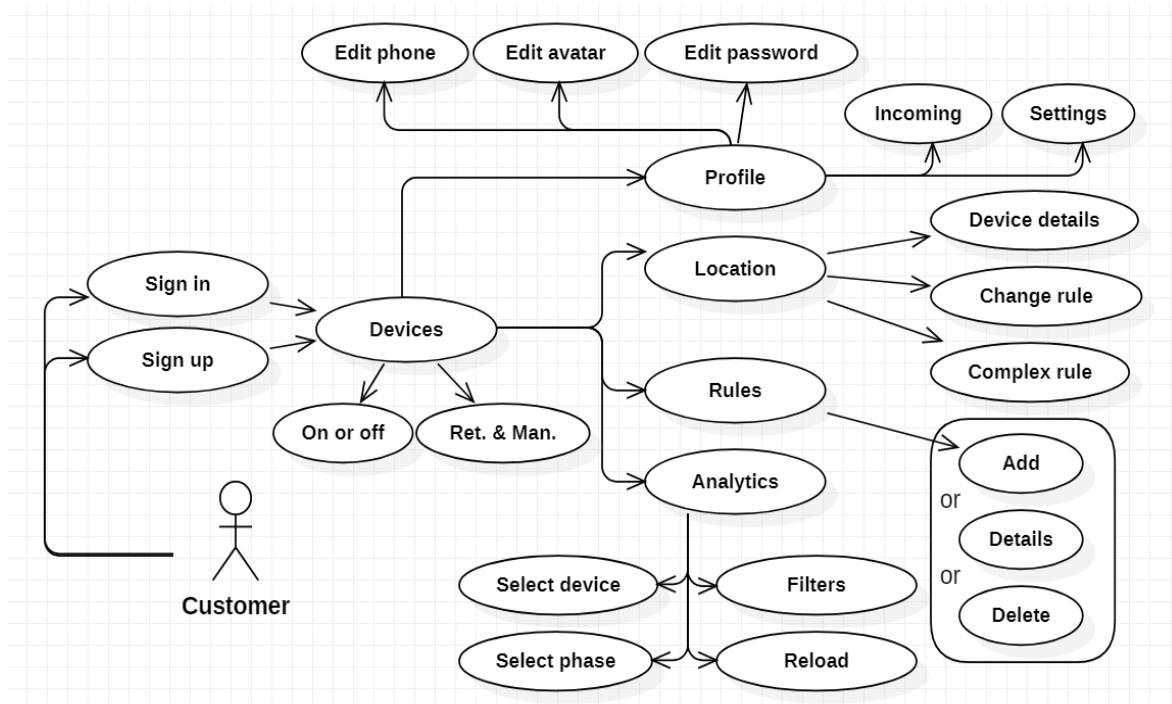 Edit phone
Edit avatar
Edit password
Incoming
Settings
Profile
Device details
Location
Sign in
Change rule
Devices
Sign up
Complex rule
Rules
On or off
Ret. & Man.
Add
Analytics
or
Details
or
Select device
Filters
Customer
Delete
Select phase
Reload